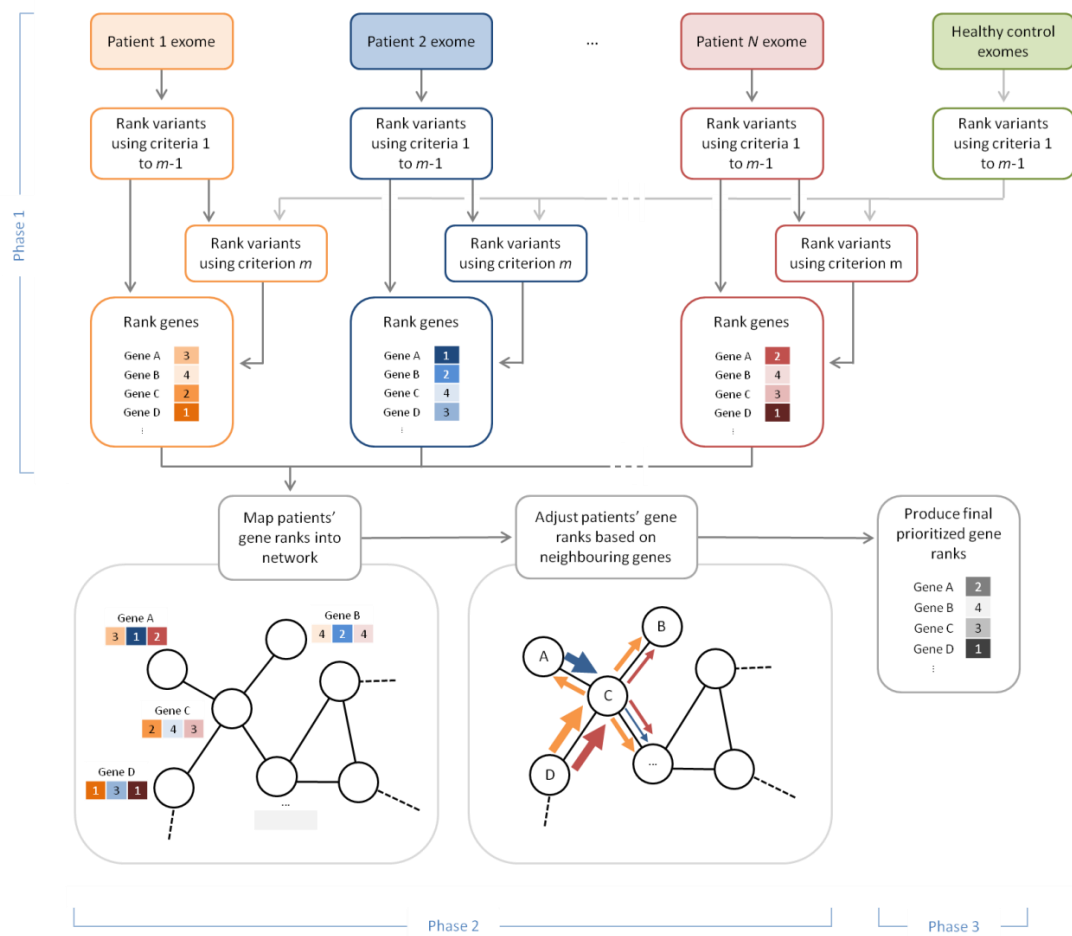 Patient 1 exome
Patient 2 exome
...
Patient N exome
Healthy control
exomes
Rank variants
using criteria 1
to m-1
Rank variants
using criteria 1
to m-1
Rank variants
using criteria 1
to m-1
Rank variants
using criteria 1
to m-1
Phase 1
Rank variants
using criterion m
Rank variants
using criterion m
Rank variants
using criterion m
Rank genes
Gene A 3
Gene B 4
Gene C 2
Gene D 1
...
Rank genes
Gene A 1
Gene B 2
Gene C 4
Gene D 3
...
Rank genes
Gene A 2
Gene B 4
Gene C 3
Gene D 1
...
Map patients'
gene ranks into
network
Adjust patients' gene
ranks based on
neighbouring genes
Produce final
prioritized gene
ranks
Gene A 2
Gene B 4
Gene C 3
Gene D 1
...
Gene A
3 1 2
Gene B
4 2 4
Gene C
2 4 3
Gene D
1 3 1
...
B
A
C
D
...
Phase 2
Phase 3